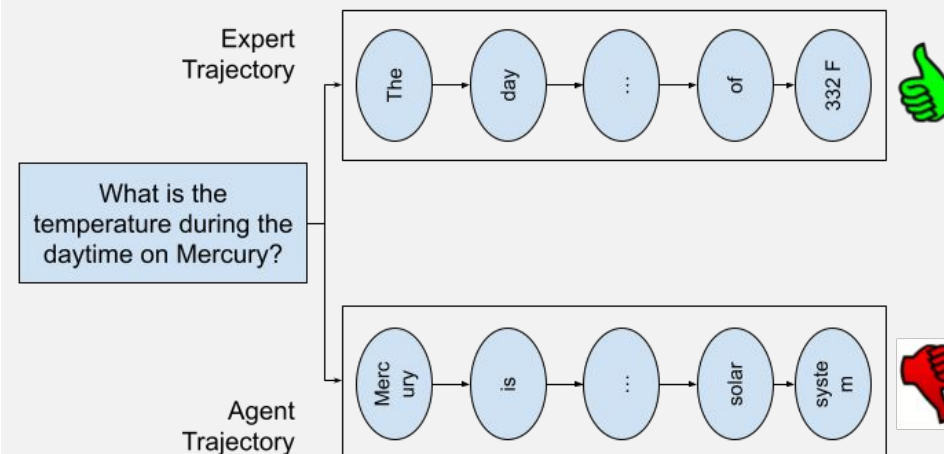 Expert
Trajectory
The
day
...
of
332 F
What is the
temperature during the
daytime on Mercury?
Merc
ury
is
...
solar
syste
m
Agent
Trajectory